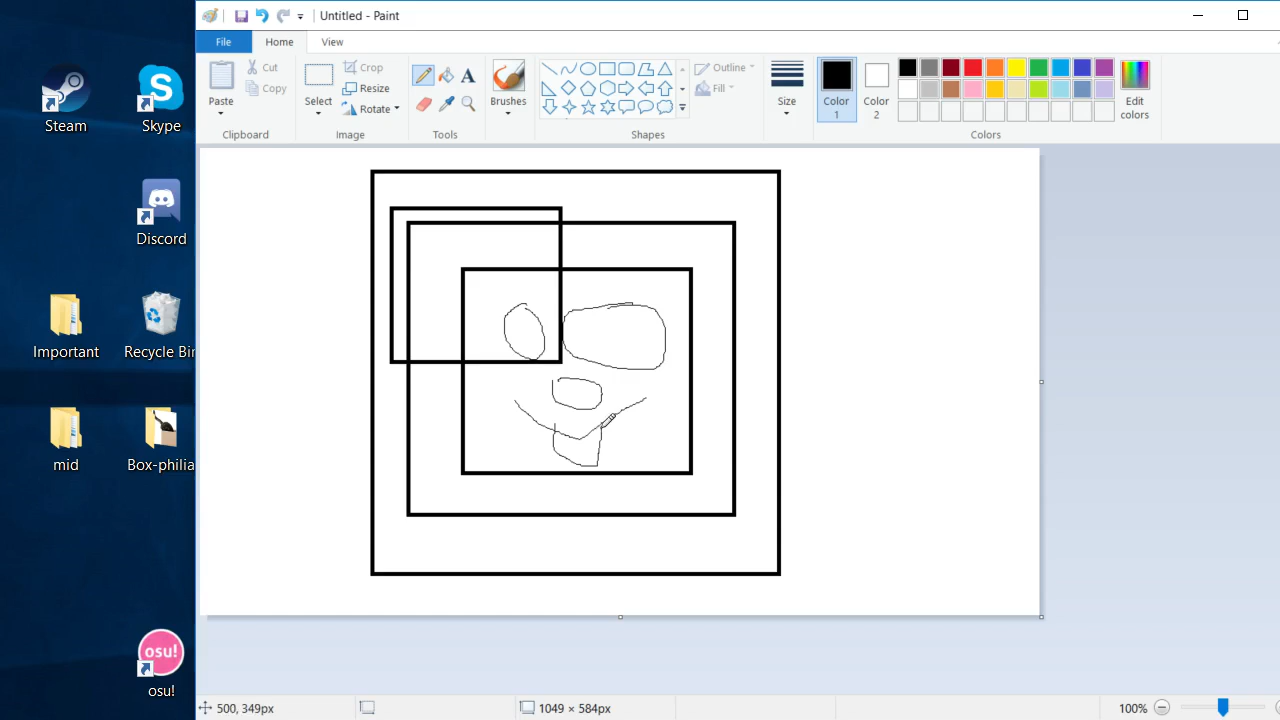 Untitled - Paint
File
Home
View
Paste
Cut
Copy
Clipboard
Select
Crop
Resize
Rotate
Image
A
Tools
Brushes
Outline
Fill
Shapes
Size
Color
1
Color
2
Edit
colors
Colors
Steam
Skype
Discord
Important
Recycle Bin
mid
Box-philia
osu!
osu!
500, 349px
1049 × 584px
100%